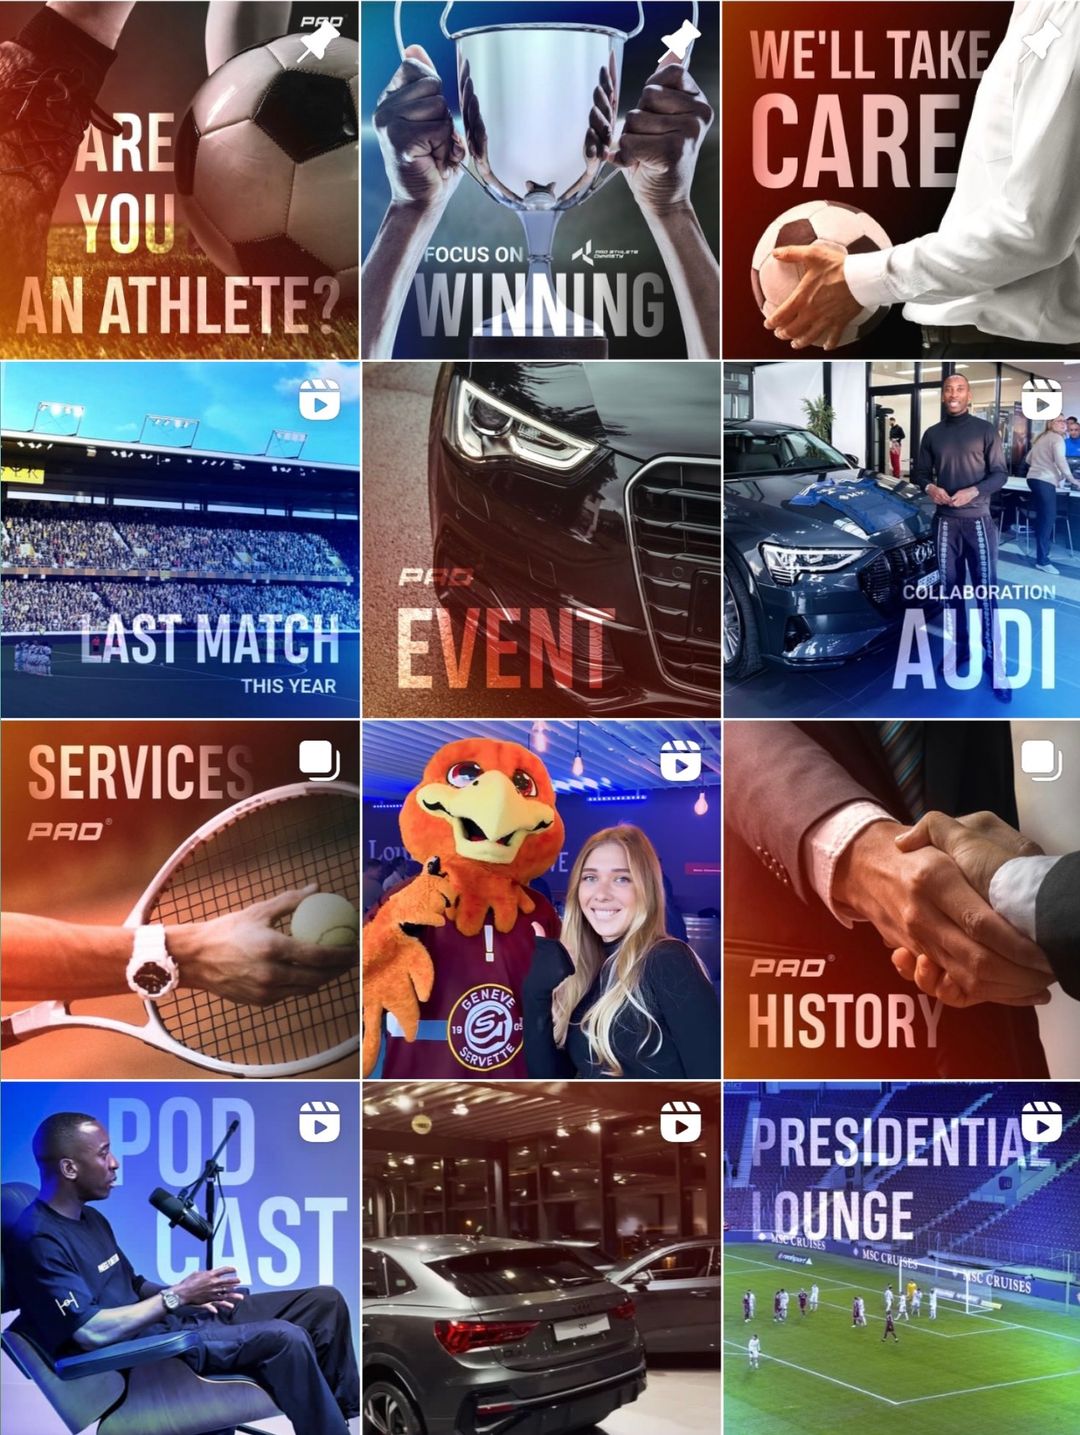 PAD
ARE
YOU
AN ATHLETE?
FOCUS ON
PRO ATHLETE
DYNASTY
WINNING
WE'LL TAKE
CARE
LAST MATCH
THIS YEAR
PAD®
EVENT
COLLABORATION
AUDI
SERVICES
PAD®
GENEVE
19 05
SERVETTE
PAD®
HISTORY
POD
CAST
PRESIDENTIAL
LOUNGE
MSC CRUISES
MSC CRUISES
MSC CRUISES